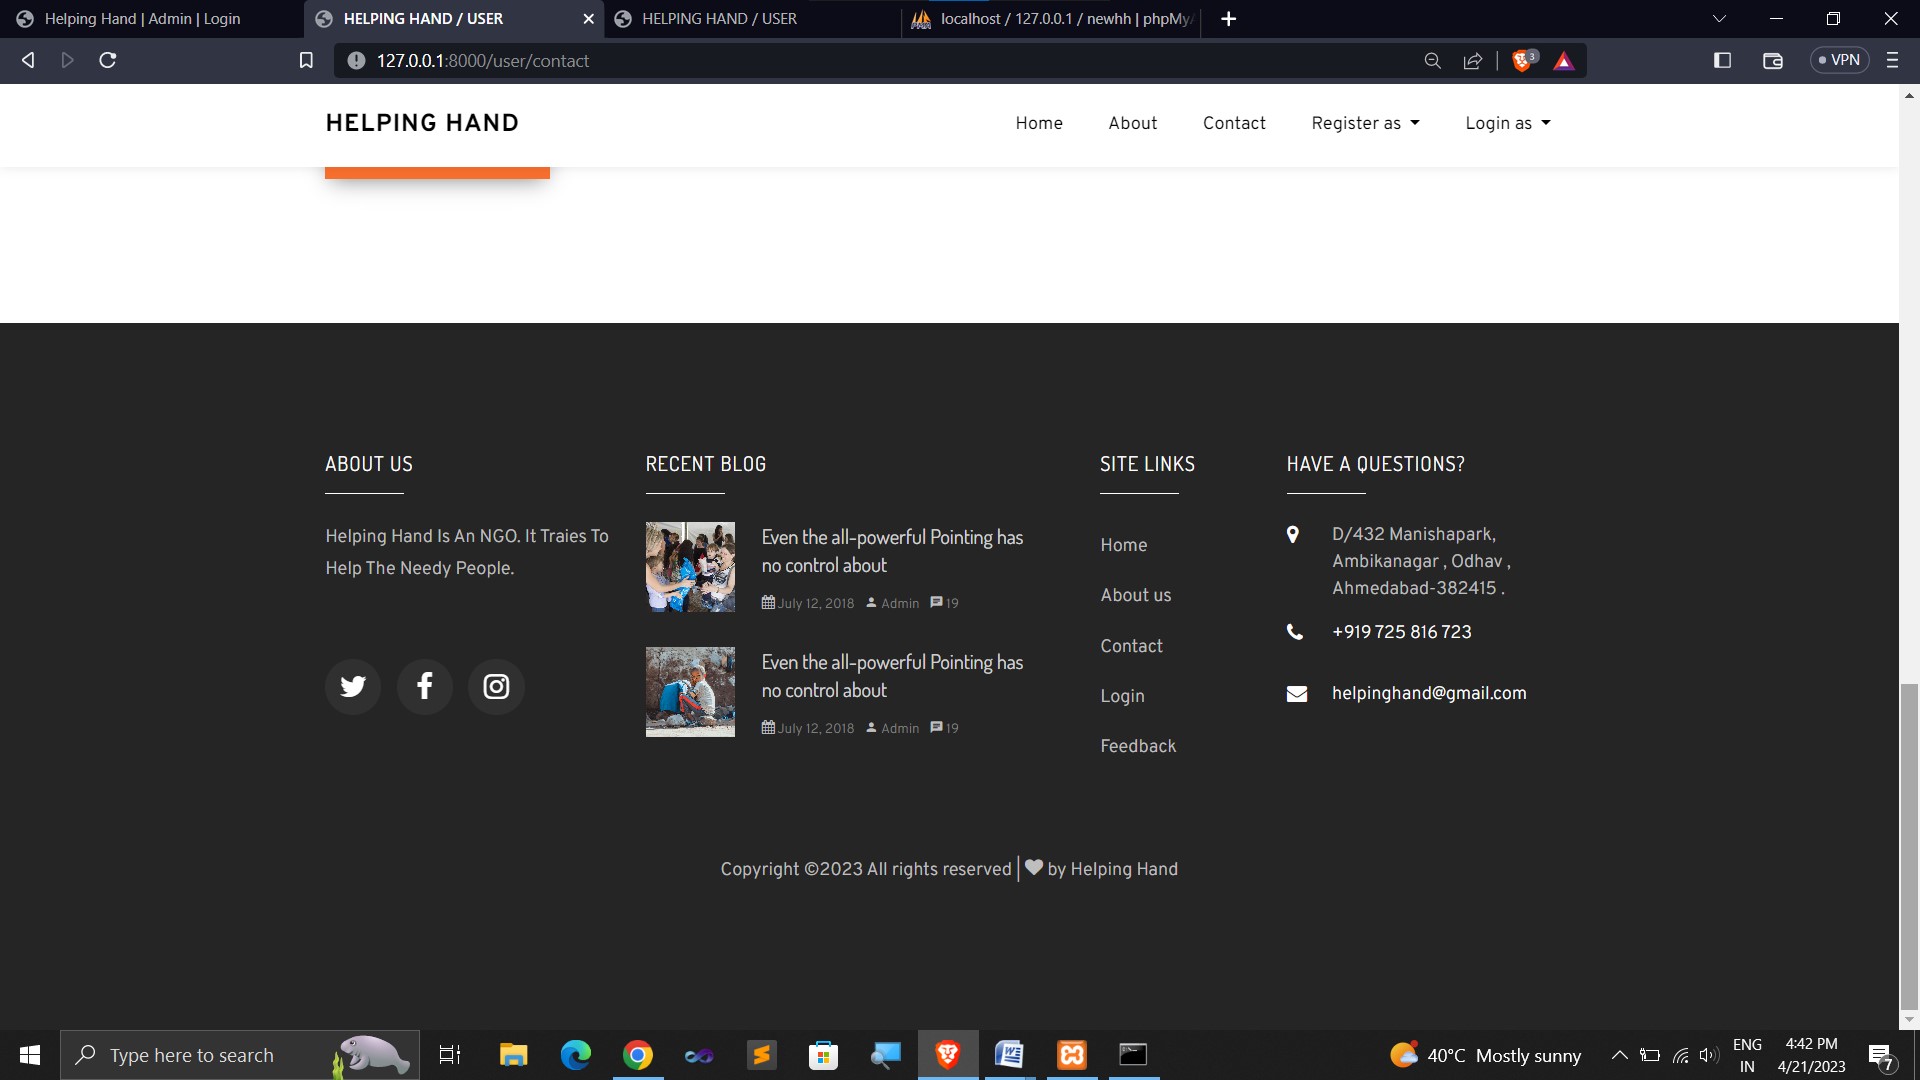 Helping Hand | Admin | Login
HELPING HAND / USER
HELPING HAND / USER
localhost / 127.0.0.1 / newhh | phpMyA
127.0.0.1:8000/user/contact
3
VPN
HELPING HAND
Home
About
Contact
Register as
Login as
ABOUT US
Helping Hand Is An NGO. It Traies To
Help The Needy People.
RECENT BLOG
Even the all-powerful Pointing has
no control about
July 12, 2018 Admin 19
Even the all-powerful Pointing has
no control about
July 12, 2018 Admin 19
SITE LINKS
Home
About us
Contact
Login
Feedback
HAVE A QUESTIONS?
D/432 Manishapark,
Ambikanagar , Odhav ,
Ahmedabad-382415 .
+919 725 816 723
helpinghand@gmail.com
Copyright ©2023 All rights reserved | by Helping Hand
Type here to search
40°C Mostly sunny
ENG
IN
4:42 PM
4/21/2023
7